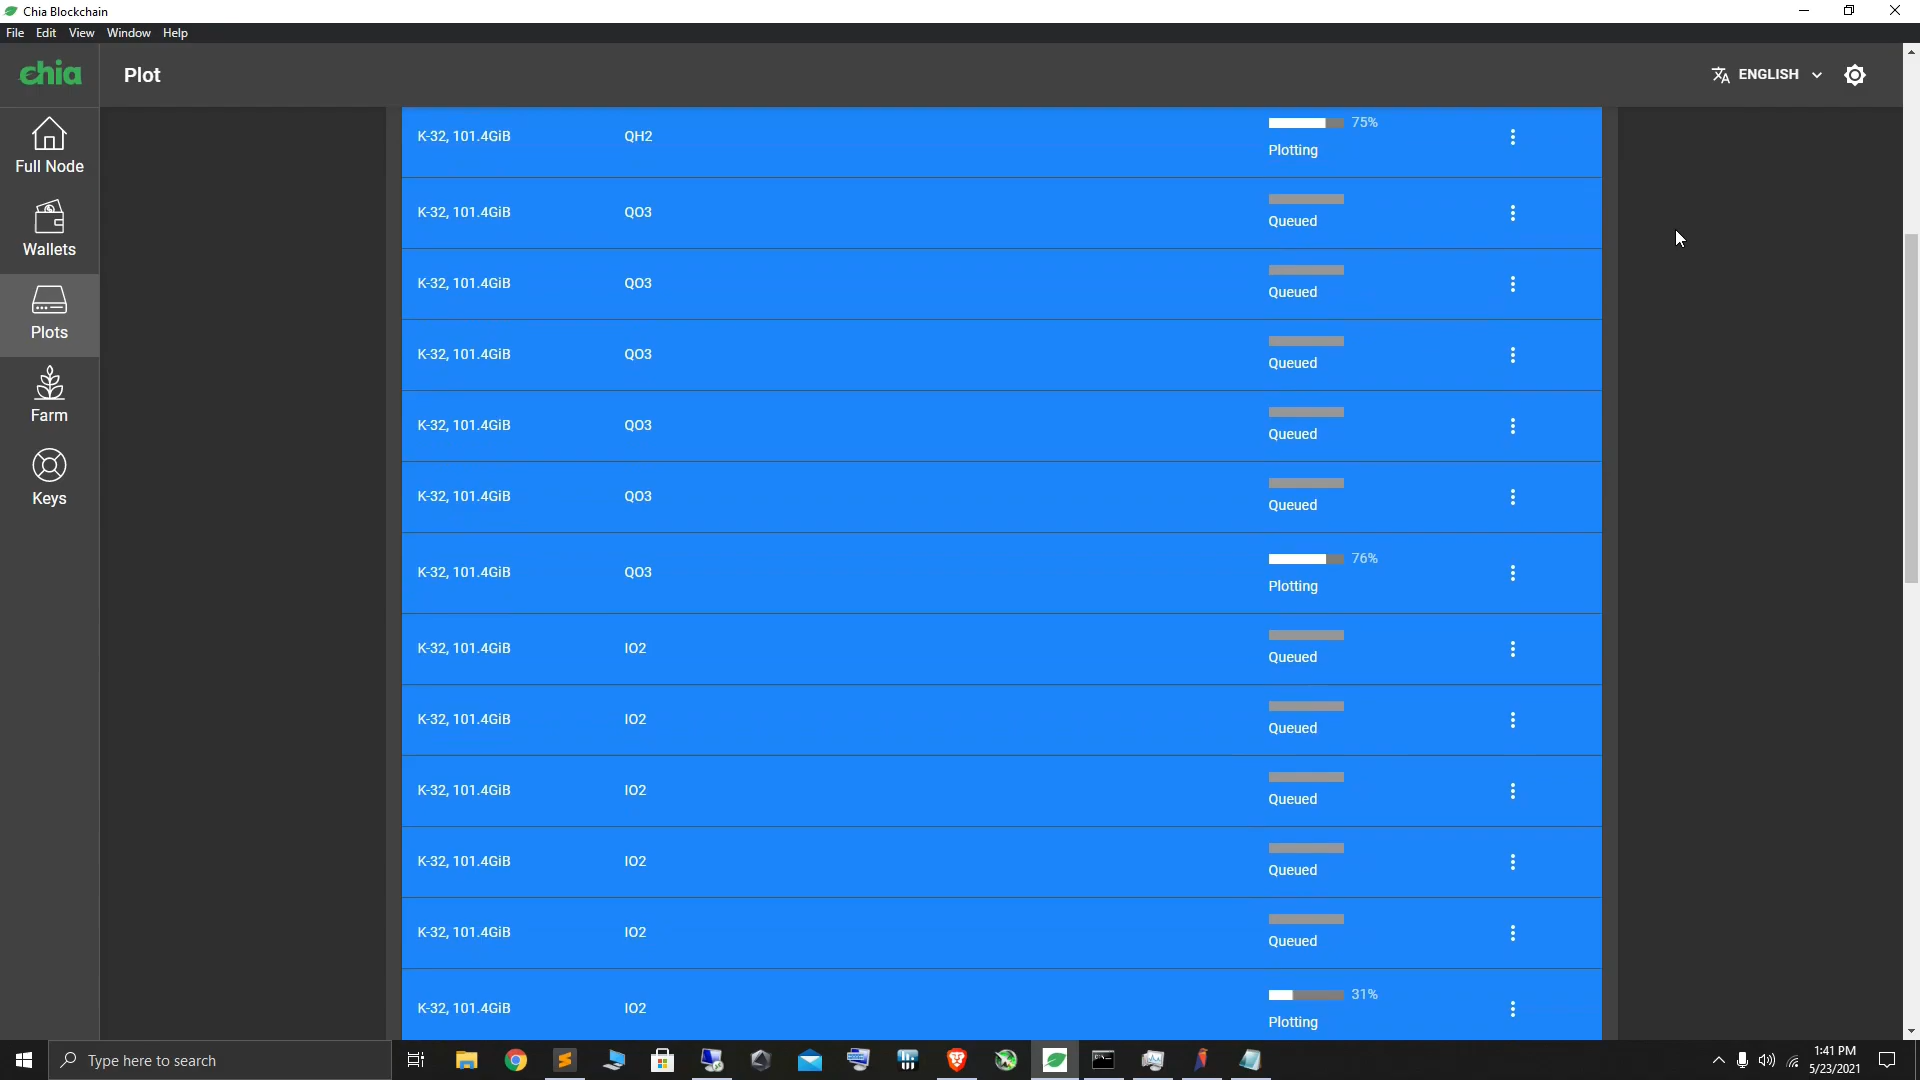 Chia Blockchain
File Edit View Window Help
chia
Plot
ENGLISH
Full Node
Wallets
Plots
Farm
Keys
K-32, 101.4GiB QH2 75%
Plotting
K-32, 101.4GiB QO3
Queued
K-32, 101.4GiB QO3
Queued
K-32, 101.4GiB QO3
Queued
K-32, 101.4GiB QO3
Queued
K-32, 101.4GiB QO3
Queued
K-32, 101.4GiB QO3 76%
Plotting
K-32, 101.4GiB IO2
Queued
K-32, 101.4GiB IO2
Queued
K-32, 101.4GiB IO2
Queued
K-32, 101.4GiB IO2
Queued
K-32, 101.4GiB IO2
Queued
K-32, 101.4GiB IO2 31%
Plotting
Type here to search
1:41 PM
5/23/2021